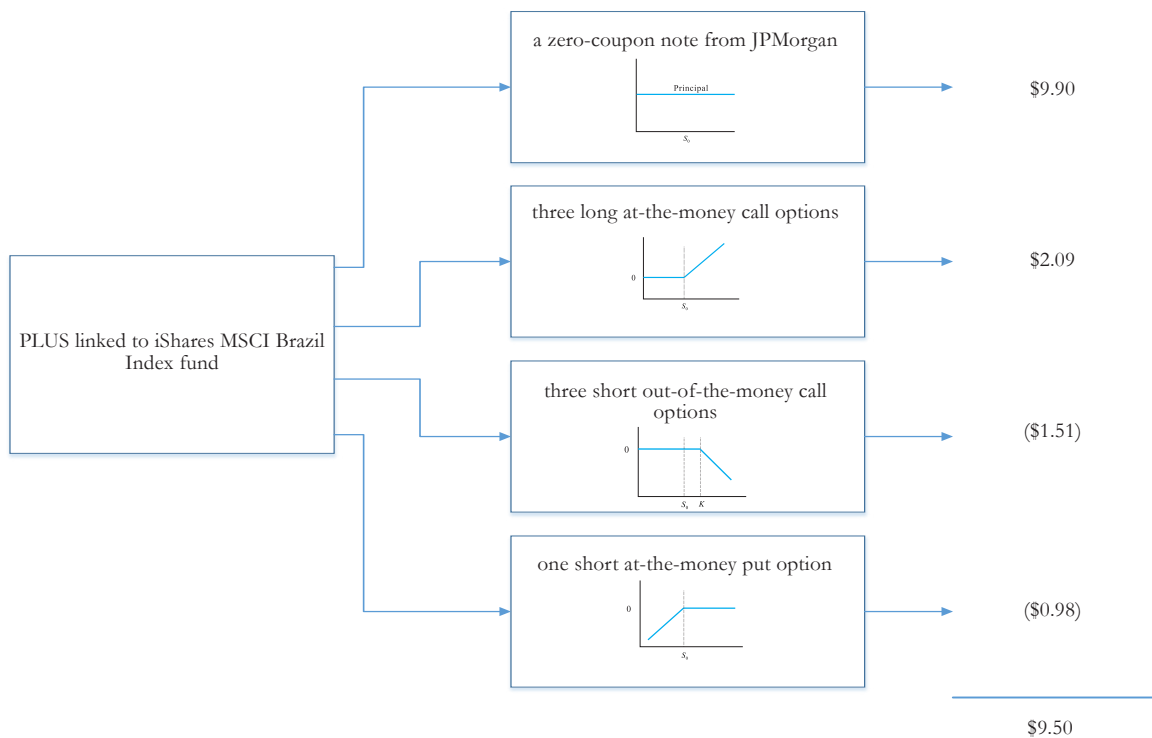 a zero-coupon note from JPMorgan
Principal
S₀
$9.90
three long at-the-money call options
0
S₀
$2.09
PLUS linked to iShares MSCI Brazil
Index fund
three short out-of-the-money call
options
0
S₀ K
($1.51)
one short at-the-money put option
0
S₀
($0.98)
$9.50